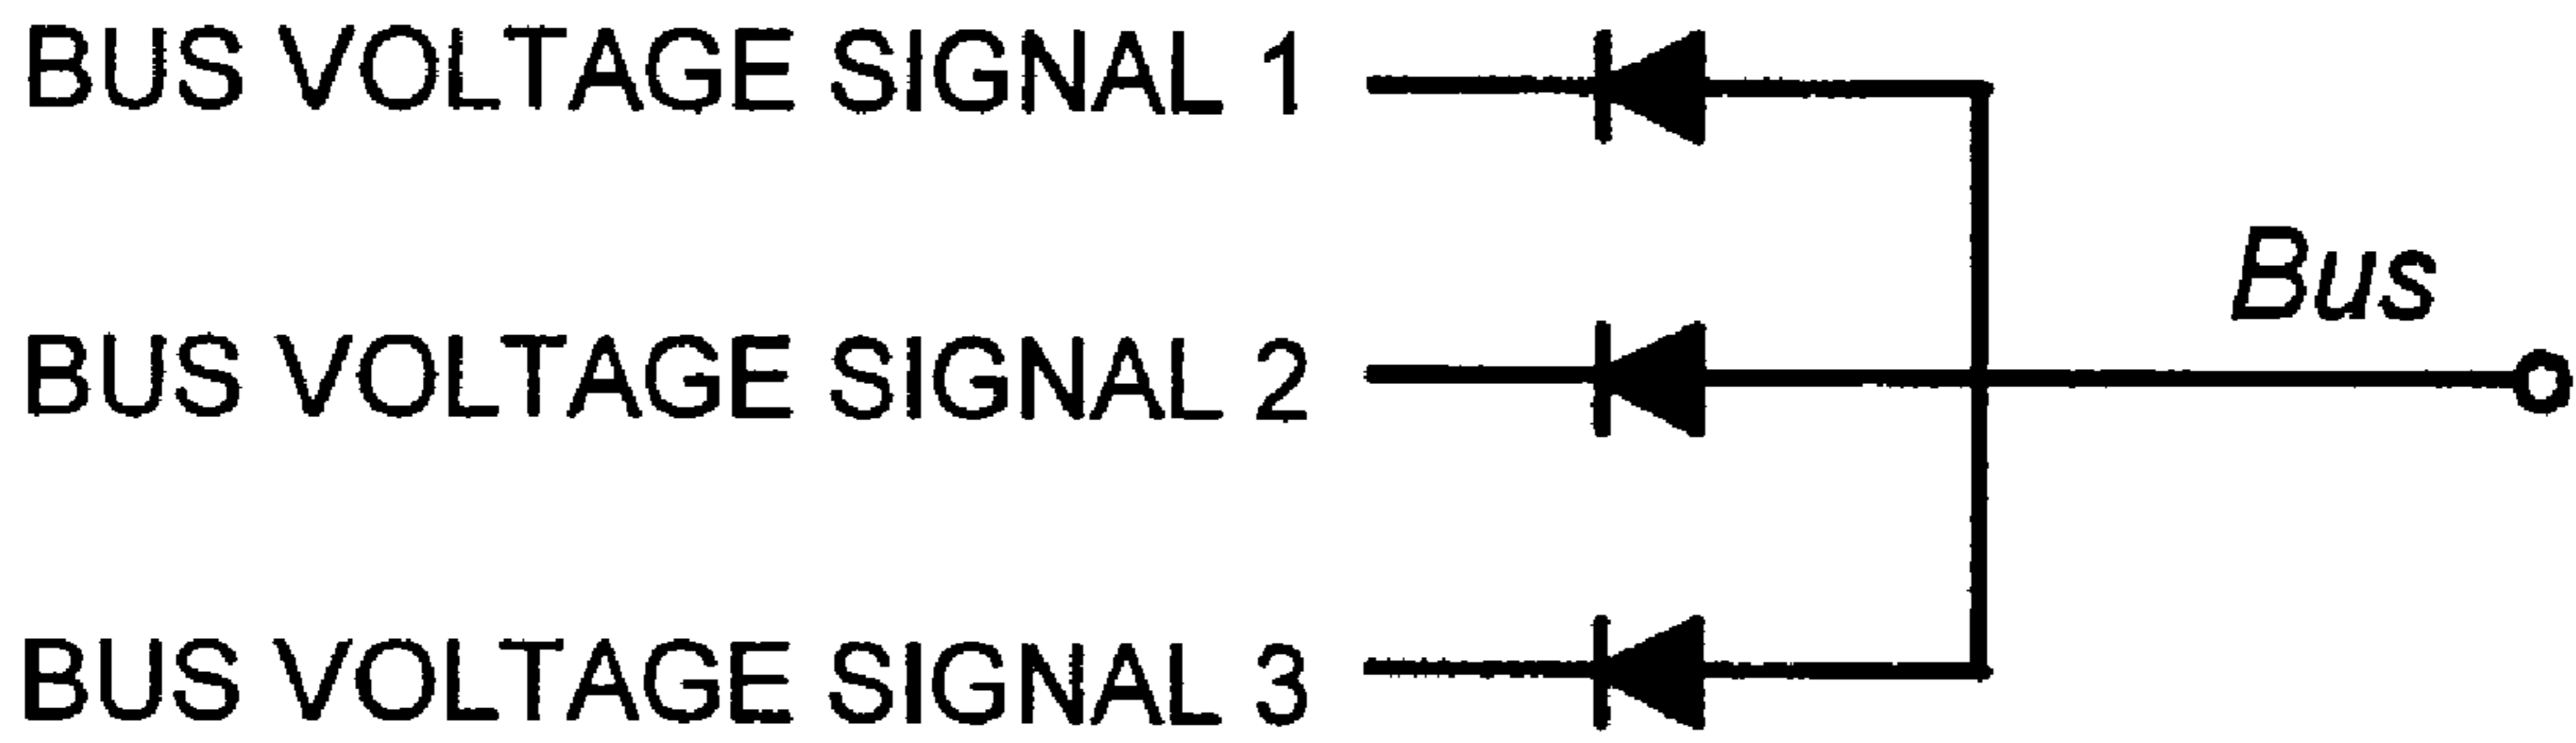 BUS VOLTAGE SIGNAL 1
Bus
BUS VOLTAGE SIGNAL 2
BUS VOLTAGE SIGNAL 3